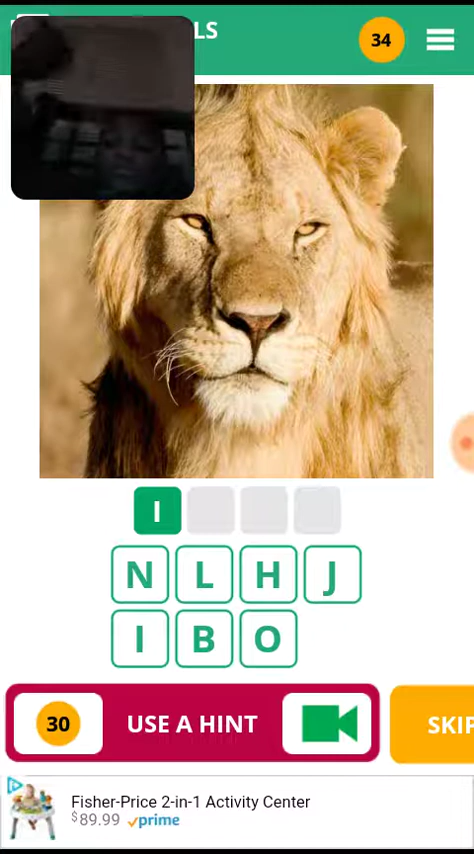 LS
34
I
N L H J
I B O
30 USE A HINT SKIP
Fisher-Price 2-in-1 Activity Center
$89.99 prime